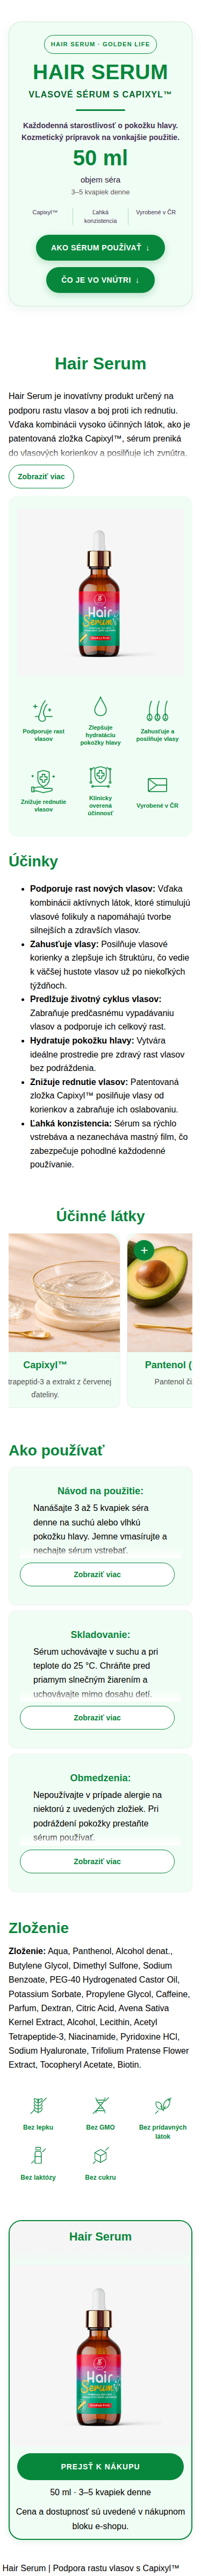 HAIR SERUM · GOLDEN LIFE
HAIR SERUM
VLASOVÉ SÉRUM S CAPIXYL™
Každodenná starostlivosť o pokožku hlavy.
Kozmetický prípravok na vonkajšie použitie.
50 ml
objem séra
3–5 kvapiek denne
Capixyl™
Ľahká
konzistencia
Vyrobené v ČR
AKO SÉRUM POUŽÍVAŤ ↓
ČO JE VO VNÚTRI ↓
Hair Serum
Hair Serum je inovatívny produkt určený na
podporu rastu vlasov a boj proti ich rednutiu.
Vďaka kombinácii vysoko účinných látok, ako je
patentovaná zložka Capixyl™, sérum preniká
do vlasových korienkov a posilňuje ich zvnútra.
Zobraziť viac
Hair
Serum
Podporuje rast
vlasov
Zlepšuje
hydratáciu
pokožky hlavy
Zahusťuje a
posilňuje vlasy
Znižuje rednutie
vlasov
Klinicky
overená
účinnosť
Vyrobené v ČR
Účinky
• Podporuje rast nových vlasov: Vďaka
kombinácii aktívnych látok, ktoré stimulujú
vlasové folikuly a napomáhajú tvorbe
silnejších a zdravších vlasov.
• Zahusťuje vlasy: Posilňuje vlasové
korienky a zlepšuje ich štruktúru, čo vedie
k väčšej hustote vlasov už po niekoľkých
týždňoch.
• Predlžuje životný cyklus vlasov:
Zabraňuje predčasnému vypadávaniu
vlasov a podporuje ich celkový rast.
• Hydratuje pokožku hlavy: Vytvára
ideálne prostredie pre zdravý rast vlasov
bez podráždenia.
• Znižuje rednutie vlasov: Patentovaná
zložka Capixyl™ posilňuje vlasy od
korienkov a zabraňuje ich oslabovaniu.
• Ľahká konzistencia: Sérum sa rýchlo
vstrebáva a nezanecháva mastný film, čo
zabezpečuje pohodlné každodenné
používanie.
Účinné látky
+
Capixyl™
trapeptid-3 a extrakt z červenej
ďateliny.
Pantenol (
Pantenol či
Ako používať
Návod na použitie:
Nanášajte 3 až 5 kvapiek séra
denne na suchú alebo vlhkú
pokožku hlavy. Jemne vmasírujte a
nechajte sérum vstrebať.
Zobraziť viac
Skladovanie:
Sérum uchovávajte v suchu a pri
teplote do 25 °C. Chráňte pred
priamym slnečným žiarením a
uchovávajte mimo dosahu detí.
Zobraziť viac
Obmedzenia:
Nepoužívajte v prípade alergie na
niektorú z uvedených zložiek. Pri
podráždení pokožky prestaňte
sérum používať.
Zobraziť viac
Zloženie
Zloženie: Aqua, Panthenol, Alcohol denat.,
Butylene Glycol, Dimethyl Sulfone, Sodium
Benzoate, PEG-40 Hydrogenated Castor Oil,
Potassium Sorbate, Propylene Glycol, Caffeine,
Parfum, Dextran, Citric Acid, Avena Sativa
Kernel Extract, Alcohol, Lecithin, Acetyl
Tetrapeptide-3, Niacinamide, Pyridoxine HCl,
Sodium Hyaluronate, Trifolium Pratense Flower
Extract, Tocopheryl Acetate, Biotin.
Bez lepku
Bez GMO
Bez prídavných
látok
Bez laktózy
Bez cukru
Hair Serum
Hair
Serum
PREJSŤ K NÁKUPU
50 ml · 3–5 kvapiek denne
Cena a dostupnosť sú uvedené v nákupnom
bloku e-shopu.
Hair Serum | Podpora rastu vlasov s Capixyl™